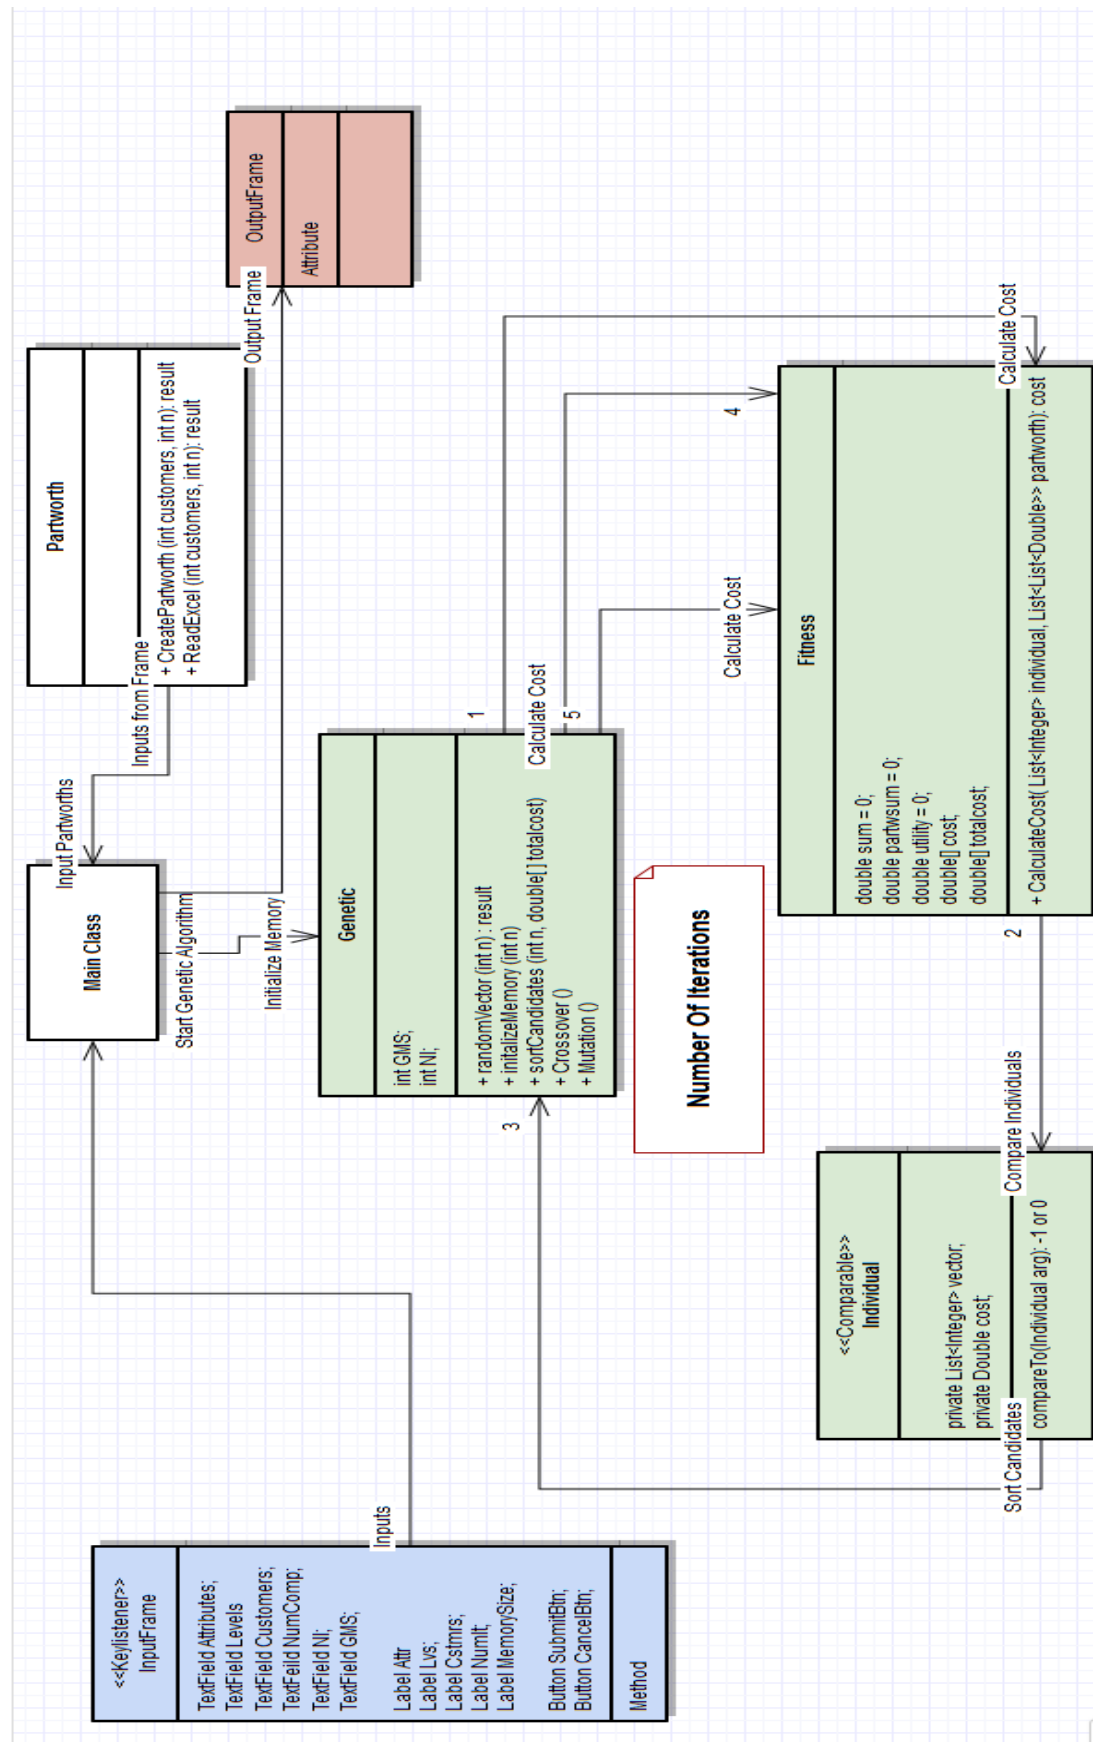 <<Keylistener>>
InputFrame
TextField Attributes;
TextField Levels
TextField Customers;
TextFeild NumComp;
TextField NI;
TextField GMS;
Label Attr
Label Lvs;
Label Cstmrs;
Label NumIt;
Label MemorySize;
Button SubmitBtn;
Button CancelBtn;
Method
Inputs
Main Class
Input Partworths
Inputs from Frame
Start Genetic Algorithm
Initialize Memory
Partworth
+ CreatePartworth (int customers, int n): result
+ ReadExcel (int customers, int n): result
Output Frame
OutputFrame
Attribute
Genetic
int GMS;
int NI;
+ randomVector (int n) : result
+ initalizeMemory (int n)
+ sortCandidates (int n, double[ ] totalcost)
+ Crossover ()
+ Mutation ()
1
Calculate Cost
5
3
Number Of Iterations
Calculate Cost
4
Calculate Cost
Fitness
double sum = 0;
double partwsum = 0;
double utility = 0;
double[] cost;
double[] totalcost;
+ CalculateCost( List<Integer> individual, List<List<Double>> partworth): cost
2
Compare Individuals
<<Comparable>>
Individual
private List<Integer> vector;
private Double cost;
compareTo(Individual arg): -1 or 0
Sort Candidates